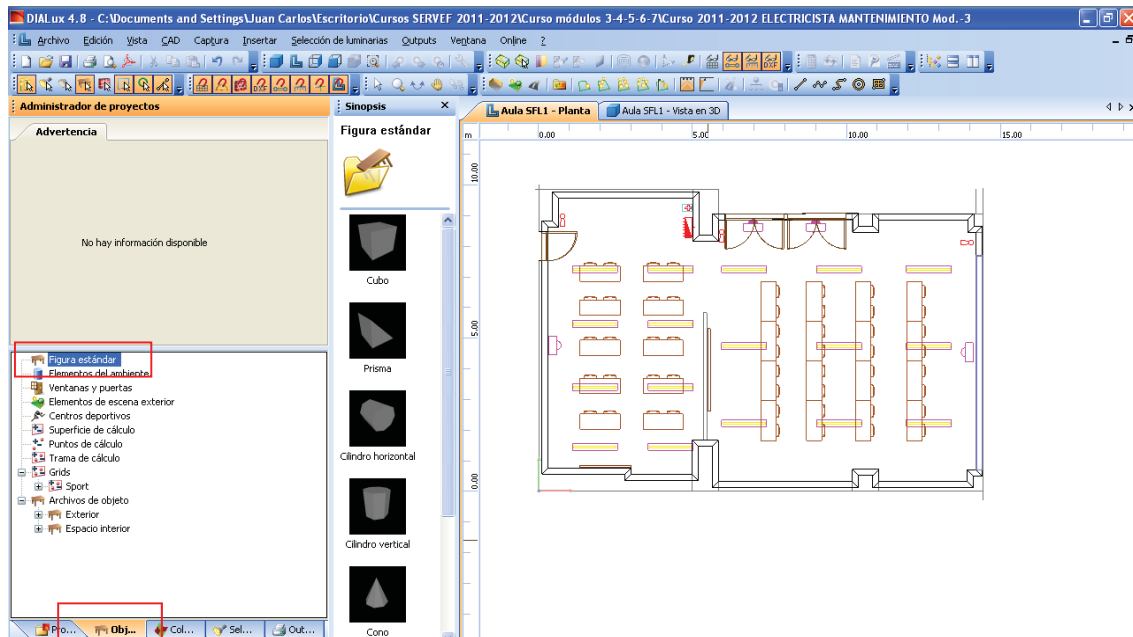 DIALux 4.8 - C:\Documents and Settings\Juan Carlos\Escritorio\Cursos SERVEF 2011-2012\Curso módulos 3-4-5-6-7\Curso 2011-2012 ELECTRICISTA MANTENIMIENTO Mod.-3
Archivo Edición Vista CAD Captura Insertar Selección de luminarias Outputs Ventana Online ?
Administrador de proyectos
Advertencia
No hay información disponible
Figura estándar
Elementos del ambiente
Ventanas y puertas
Elementos de escena exterior
Centros deportivos
Superficie de cálculo
Puntos de cálculo
Trama de cálculo
Grids
Sport
Archivos de objeto
Exterior
Espacio interior
Pro... Obj... Col... Sel... Out...
Sinopsis x
Figura estándar
Cubo
Prisma
Cilindro horizontal
Cilindro vertical
Cono
Aula SFL1 - Planta Aula SFL1 - Vista en 3D
m 0.00 5.00 10.00 15.00
10.00
5.00
0.00